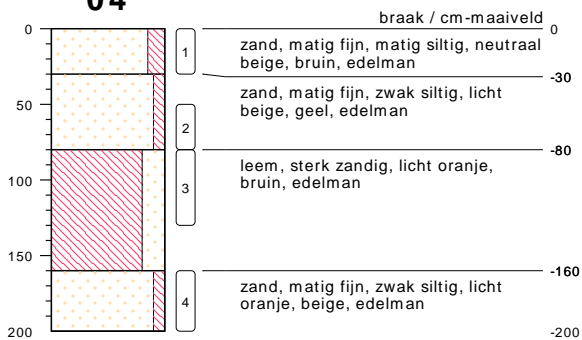 04
braak / cm-maaiveld
0
0
1
zand, matig fijn, matig siltig, neutraal
beige, bruin, edelman
-30
zand, matig fijn, zwak siltig, licht
beige, geel, edelman
50
2
-80
leem, sterk zandig, licht oranje,
bruin, edelman
100
3
150
-160
zand, matig fijn, zwak siltig, licht
oranje, beige, edelman
4
200
-200